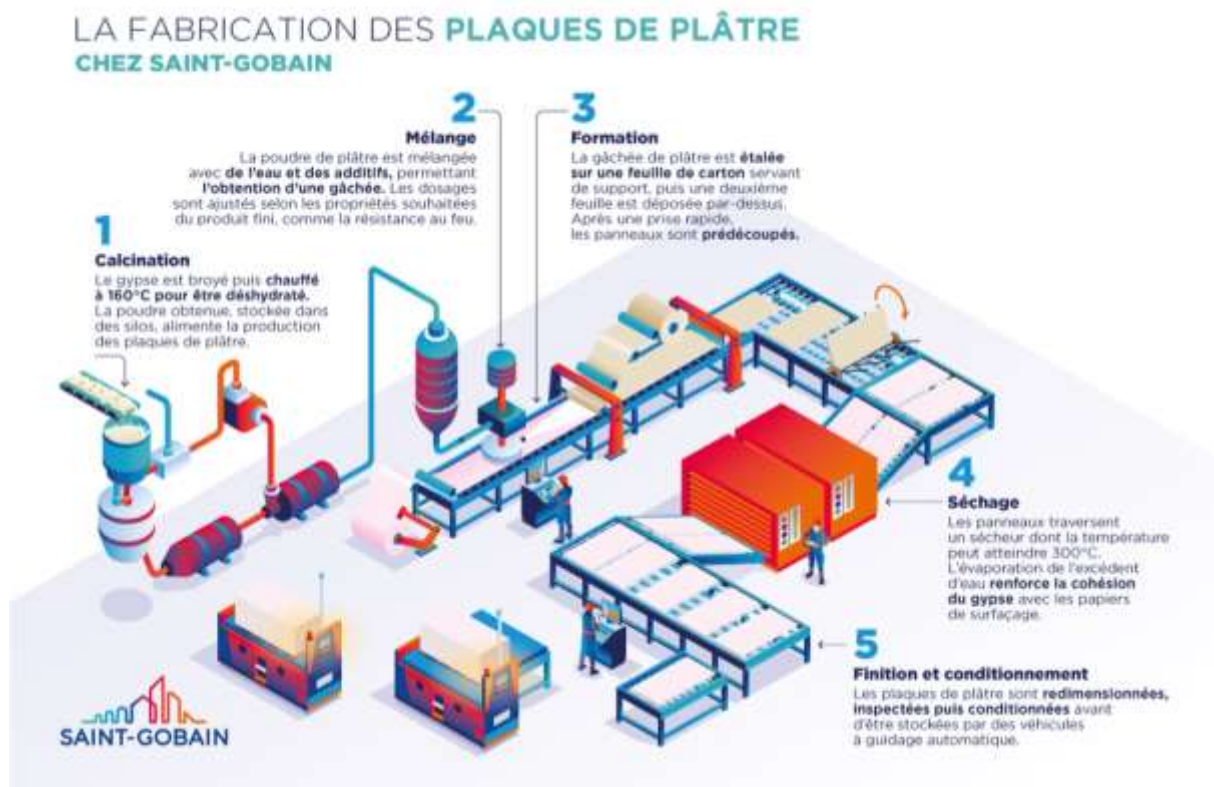 LA FABRICATION DES PLAQUES DE PLÂTRE
CHEZ SAINT-GOBAIN
1
Calcination
Le gypse est broyé puis chauffé
à 160°C pour être déshydraté.
La poudre obtenue, stockée dans
des silos, alimente la production
des plaques de plâtre.
2
Mélange
La poudre de plâtre est mélangée
avec de l'eau et des additifs, permettant
l'obtention d'une gâchée. Les dosages
sont ajustés selon les propriétés souhaitées
du produit fini, comme la résistance au feu.
3
Formation
La gâchée de plâtre est étalée
sur une feuille de carton servant
de support, puis une deuxième
feuille est déposée par-dessus.
Après une prise rapide,
les panneaux sont prédécoupés.
4
Séchage
Les panneaux traversent
un sécheur dont la température
peut atteindre 300°C.
L'évaporation de l'excédent
d'eau renforce la cohésion
du gypse avec les papiers
de surfaçage.
5
Finition et conditionnement
Les plaques de plâtre sont redimensionnées,
inspectées puis conditionnées avant
d'être stockées par des véhicules
à guidage automatique.
SAINT-GOBAIN